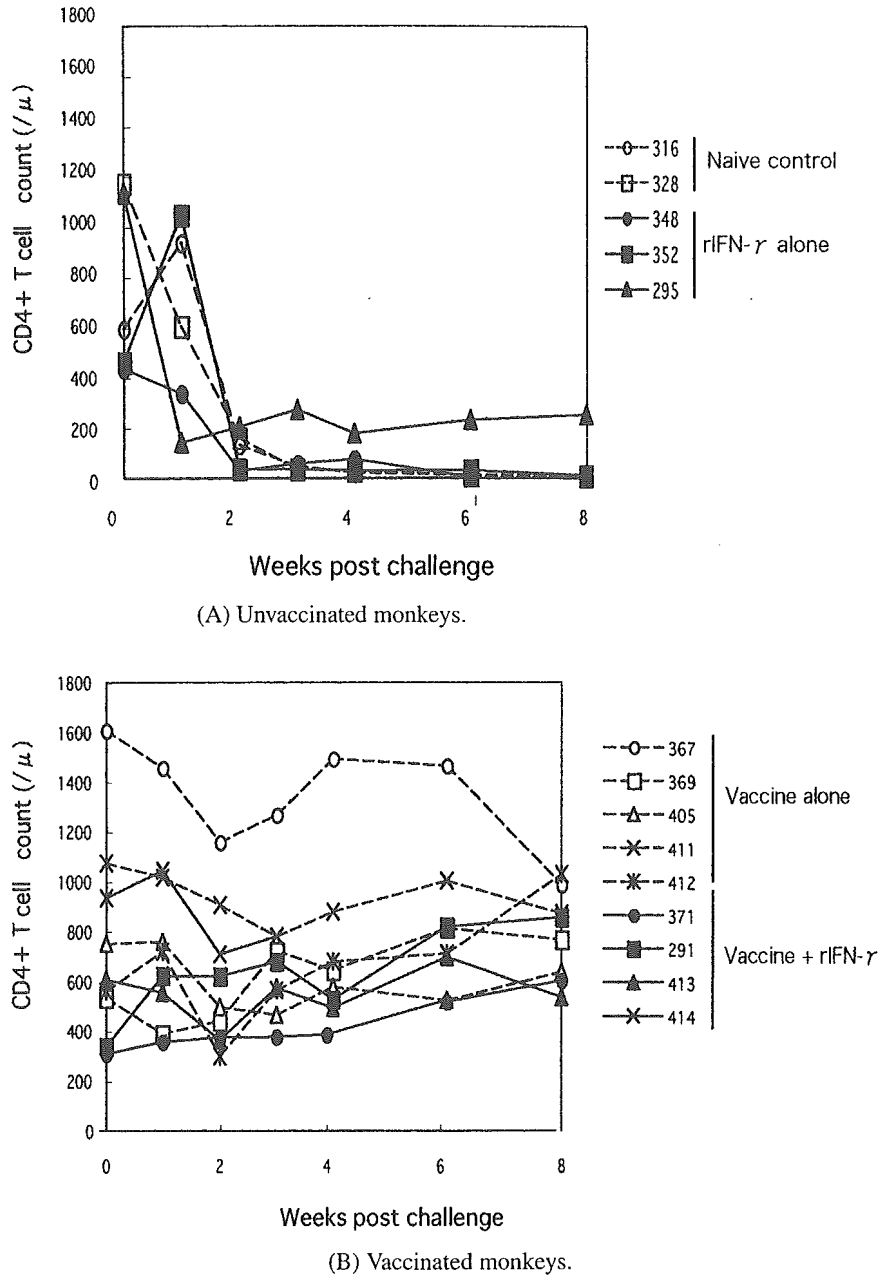 CD4+ T cell count (/μ)
1800
1600
1400
1200
1000
800
600
400
200
0
0 2 4 6 8
Weeks post challenge
316
328
Naive control
348
352
295
rIFN-γ alone
(A) Unvaccinated monkeys.
CD4+ T cell count (/μ)
1800
1600
1400
1200
1000
800
600
400
200
0
0 2 4 6 8
Weeks post challenge
367
369
405
411
412
Vaccine alone
371
291
413
414
Vaccine + rIFN-γ
(B) Vaccinated monkeys.